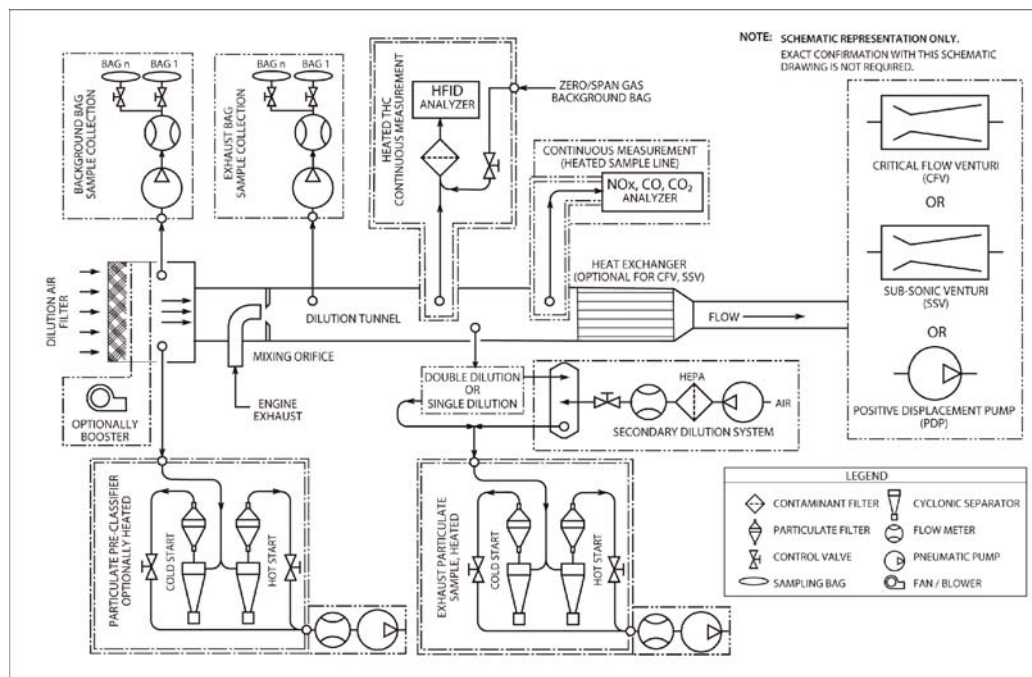 NOTE: SCHEMATIC REPRESENTATION ONLY.
EXACT CONFIRMATION WITH THIS SCHEMATIC
DRAWING IS NOT REQUIRED.
BAG n BAG 1
BACKGROUND BAG
SAMPLE COLLECTION
BAG n BAG 1
EXHAUST BAG
SAMPLE COLLECTION
HEATED THC
CONTINUOUS MEASUREMENT
HFID
ANALYZER
ZERO/SPAN GAS
BACKGROUND BAG
CONTINUOUS MEASUREMENT
(HEATED SAMPLE LINE)
NOx, CO, CO₂
ANALYZER
CRITICAL FLOW VENTURI
(CFV)
OR
SUB-SONIC VENTURI
(SSV)
OR
POSITIVE DISPLACEMENT PUMP
(PDP)
DILUTION AIR
FILTER
DILUTION TUNNEL
HEAT EXCHANGER
(OPTIONAL FOR CFV, SSV)
FLOW
MIXING ORIFICE
ENGINE
EXHAUST
OPTIONALLY
BOOSTER
DOUBLE DILUTION
OR
SINGLE DILUTION
HEPA
AIR
SECONDARY DILUTION SYSTEM
PARTICULATE PRE-CLASSIFIER
OPTIONALLY HEATED
COLD START
HOT START
EXHAUST PARTICULATE
SAMPLE, HEATED
COLD START
HOT START
LEGEND
CONTAMINANT FILTER
CYCLONIC SEPARATOR
PARTICULATE FILTER
FLOW METER
CONTROL VALVE
PNEUMATIC PUMP
SAMPLING BAG
FAN / BLOWER